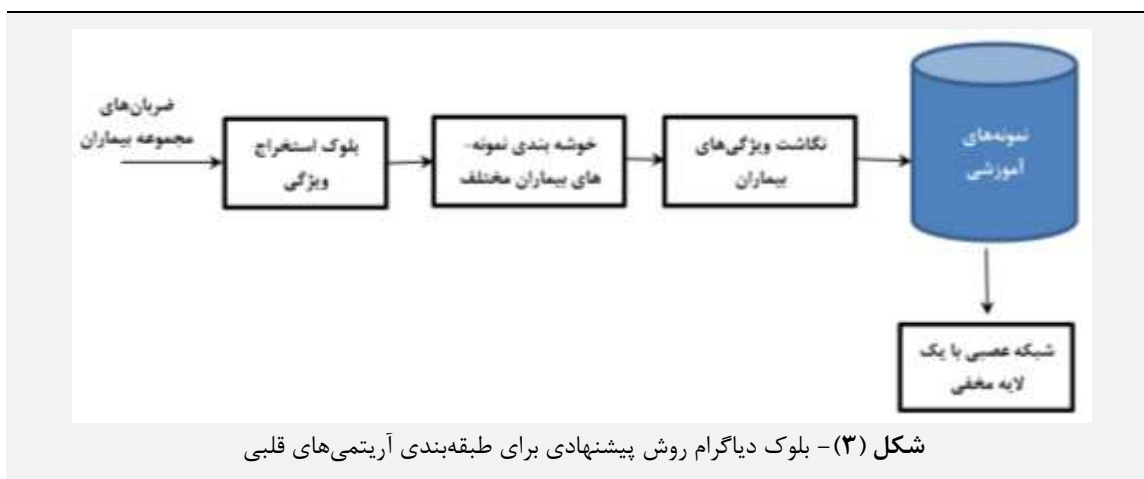 ضربان‌های
مجموعه بیماران
بلوک استخراج
ویژگی
خوشه بندی نمونه-
های بیماران مختلف
نگاشت ویژگی‌های
بیماران
نمونه‌های
آموزشی
شبکه عصبی با یک
لایه مخفی
شکل (۳)- بلوک دیاگرام روش پیشنهادی برای طبقه‌بندی آریتمی‌های قلبی